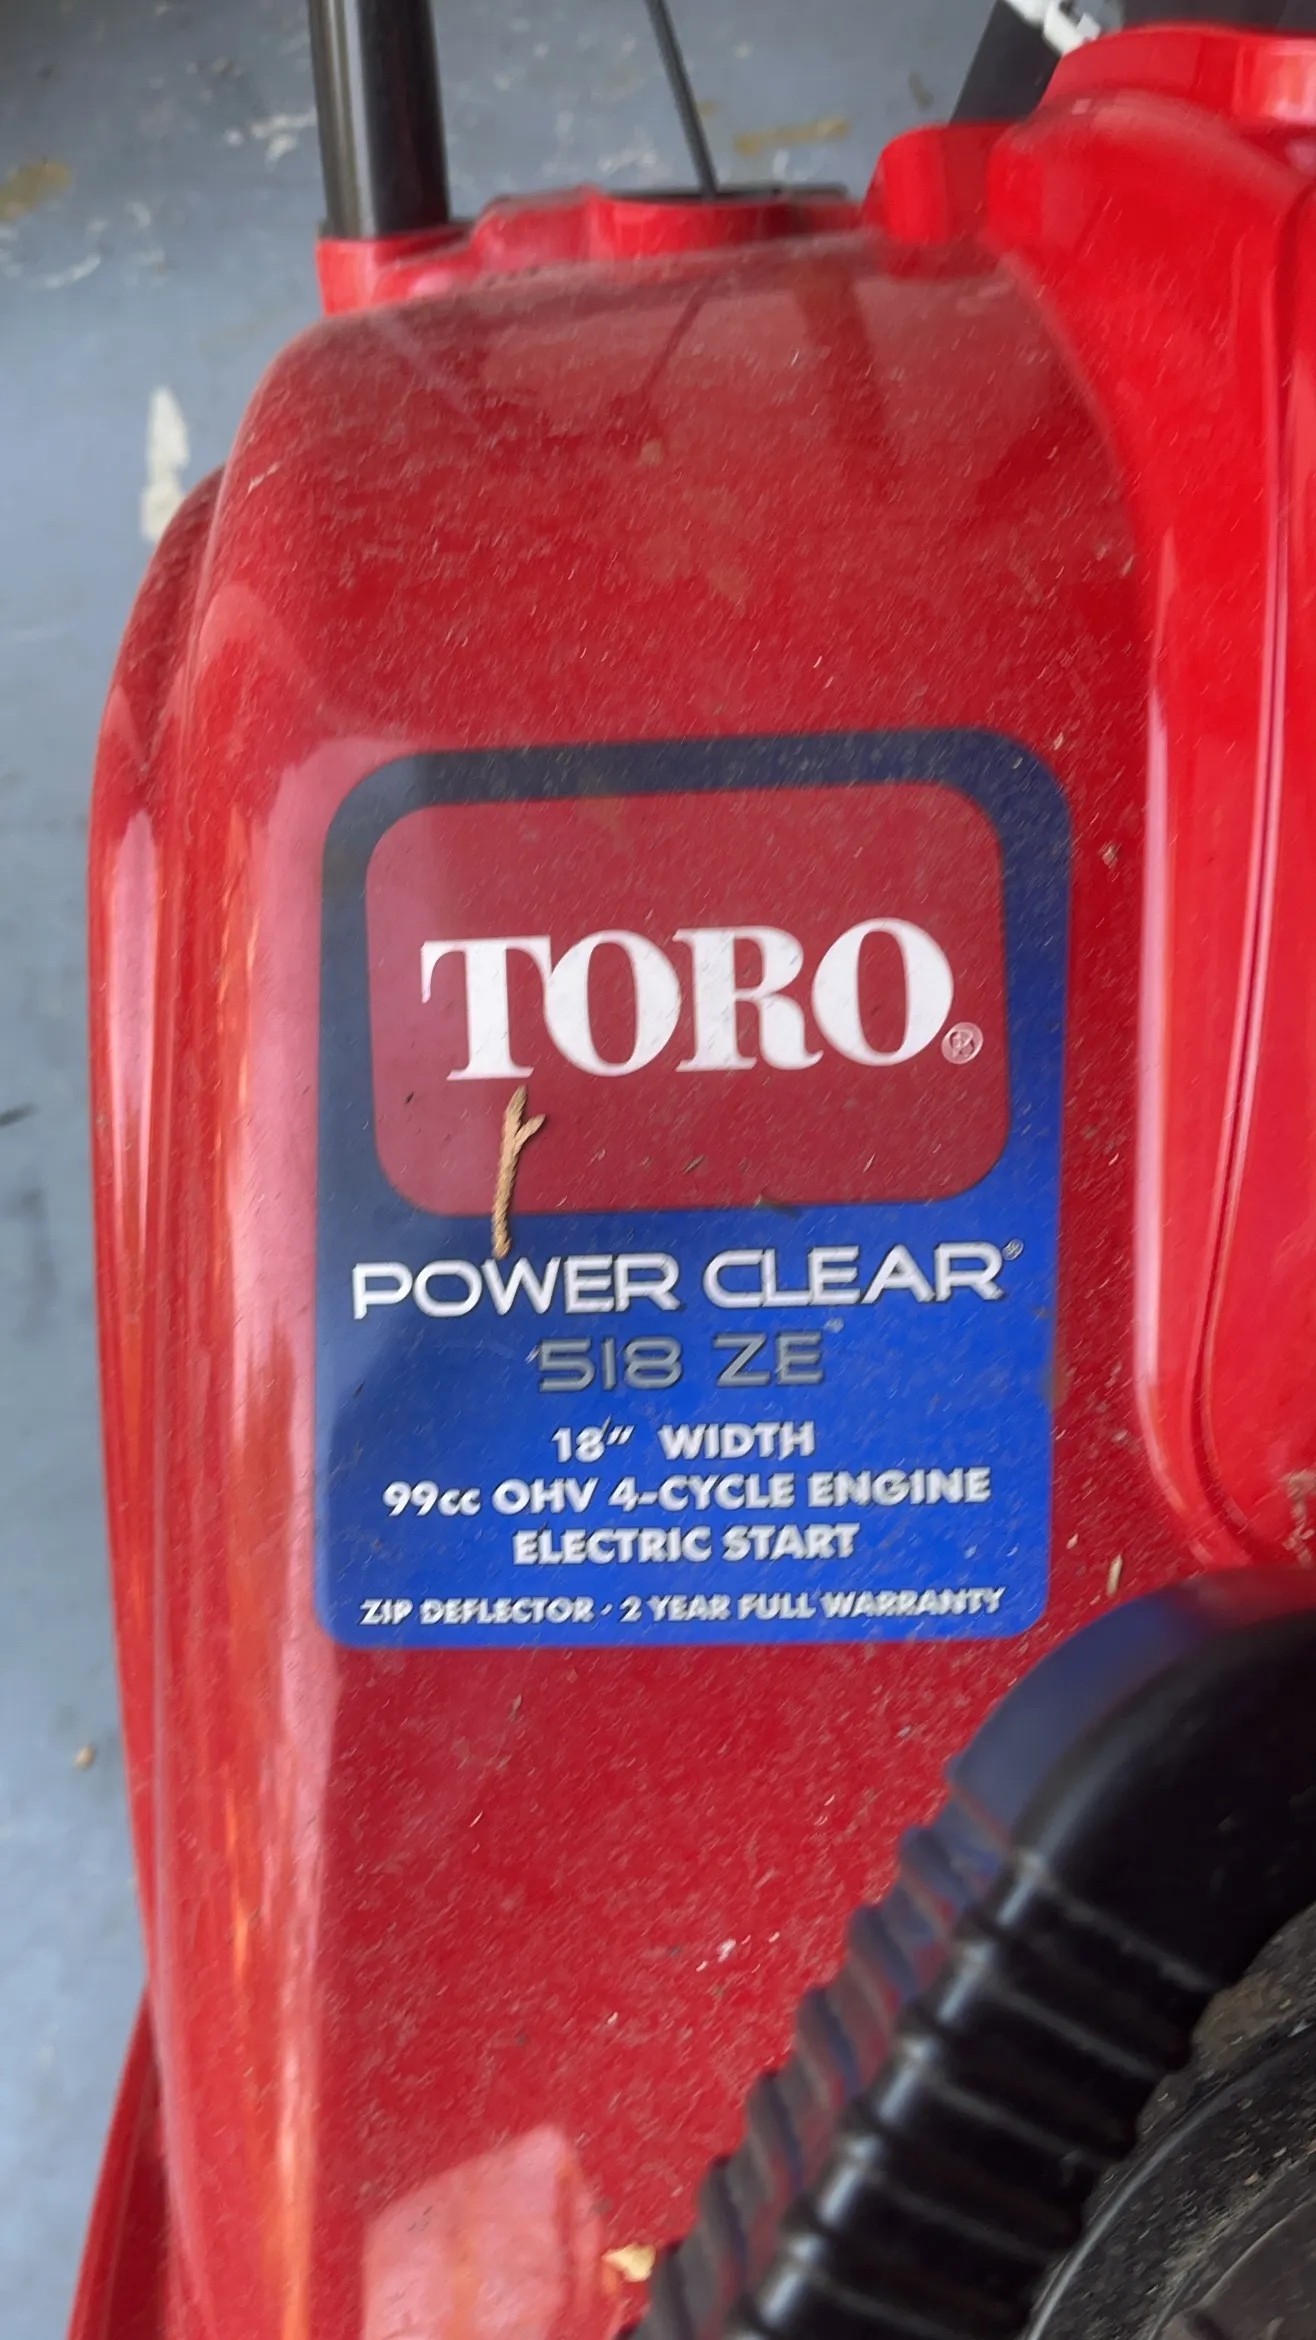 TORO®
POWER CLEAR®
518 ZE
18" WIDTH
99cc OHV 4-CYCLE ENGINE
ELECTRIC START
ZIP DEFLECTOR · 2 YEAR FULL WARRANTY